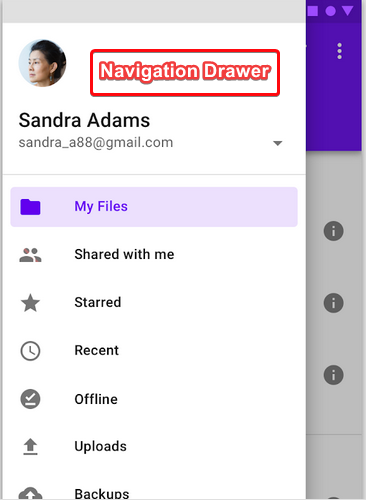 Navigation Drawer
Sandra Adams
sandra_a88@gmail.com
My Files
Shared with me
Starred
Recent
Offline
Uploads
Backups